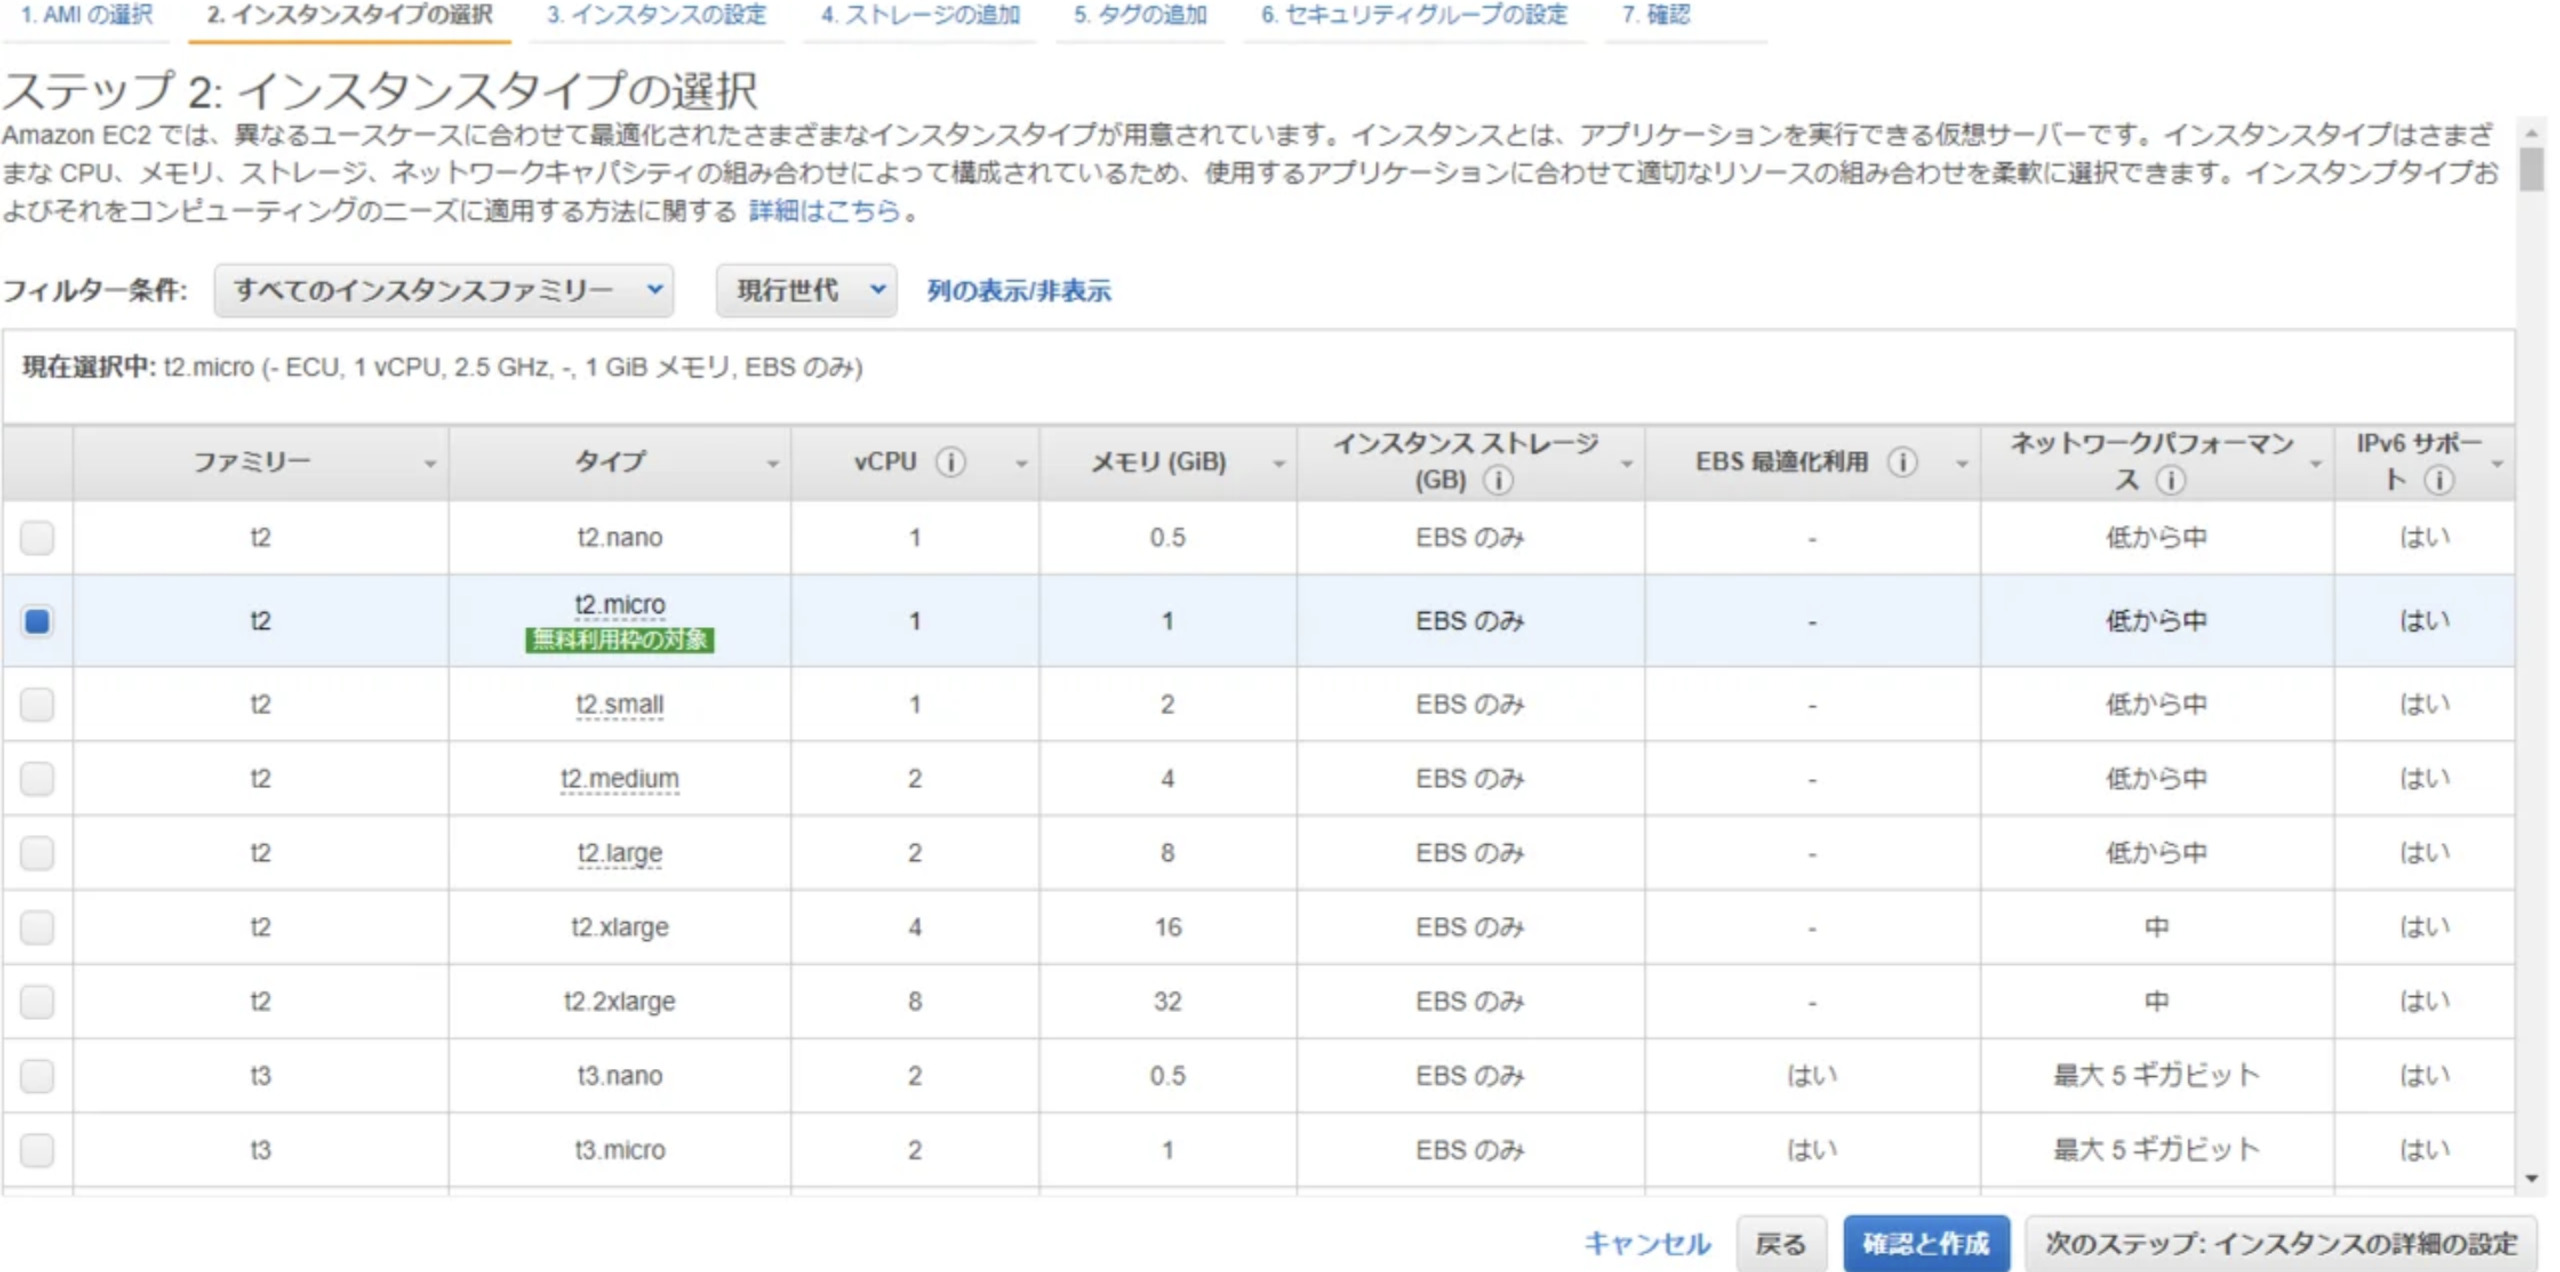 1. AMI の選択 2. インスタンスタイプの選択 3. インスタンスの設定 4. ストレージの追加 5. タグの追加 6. セキュリティグループの設定 7. 確認
ステップ 2: インスタンスタイプの選択
Amazon EC2 では、異なるユースケースに合わせて最適化されたさまざまなインスタンスタイプが用意されています。インスタンスとは、アプリケーションを実行できる仮想サーバーです。インスタンスタイプはさまざ
まな CPU、メモリ、ストレージ、ネットワークキャパシティの組み合わせによって構成されているため、使用するアプリケーションに合わせて適切なリソースの組み合わせを柔軟に選択できます。インスタンプタイプお
よびそれをコンピューティングのニーズに適用する方法に関する 詳細はこちら。
フィルター条件: すべてのインスタンスファミリー 現行世代 列の表示/非表示
現在選択中: t2.micro (- ECU, 1 vCPU, 2.5 GHz, -, 1 GiB メモリ, EBS のみ)
ファミリー タイプ vCPU メモリ (GiB) インスタンス ストレージ (GB) EBS 最適化利用 ネットワークパフォーマンス IPv6 サポート
t2 t2.nano 1 0.5 EBS のみ - 低から中 はい
t2 t2.micro 無料利用枠の対象 1 1 EBS のみ - 低から中 はい
t2 t2.small 1 2 EBS のみ - 低から中 はい
t2 t2.medium 2 4 EBS のみ - 低から中 はい
t2 t2.large 2 8 EBS のみ - 低から中 はい
t2 t2.xlarge 4 16 EBS のみ - 中 はい
t2 t2.2xlarge 8 32 EBS のみ - 中 はい
t3 t3.nano 2 0.5 EBS のみ はい 最大 5 ギガビット はい
t3 t3.micro 2 1 EBS のみ はい 最大 5 ギガビット はい
キャンセル 戻る 確認と作成 次のステップ: インスタンスの詳細の設定